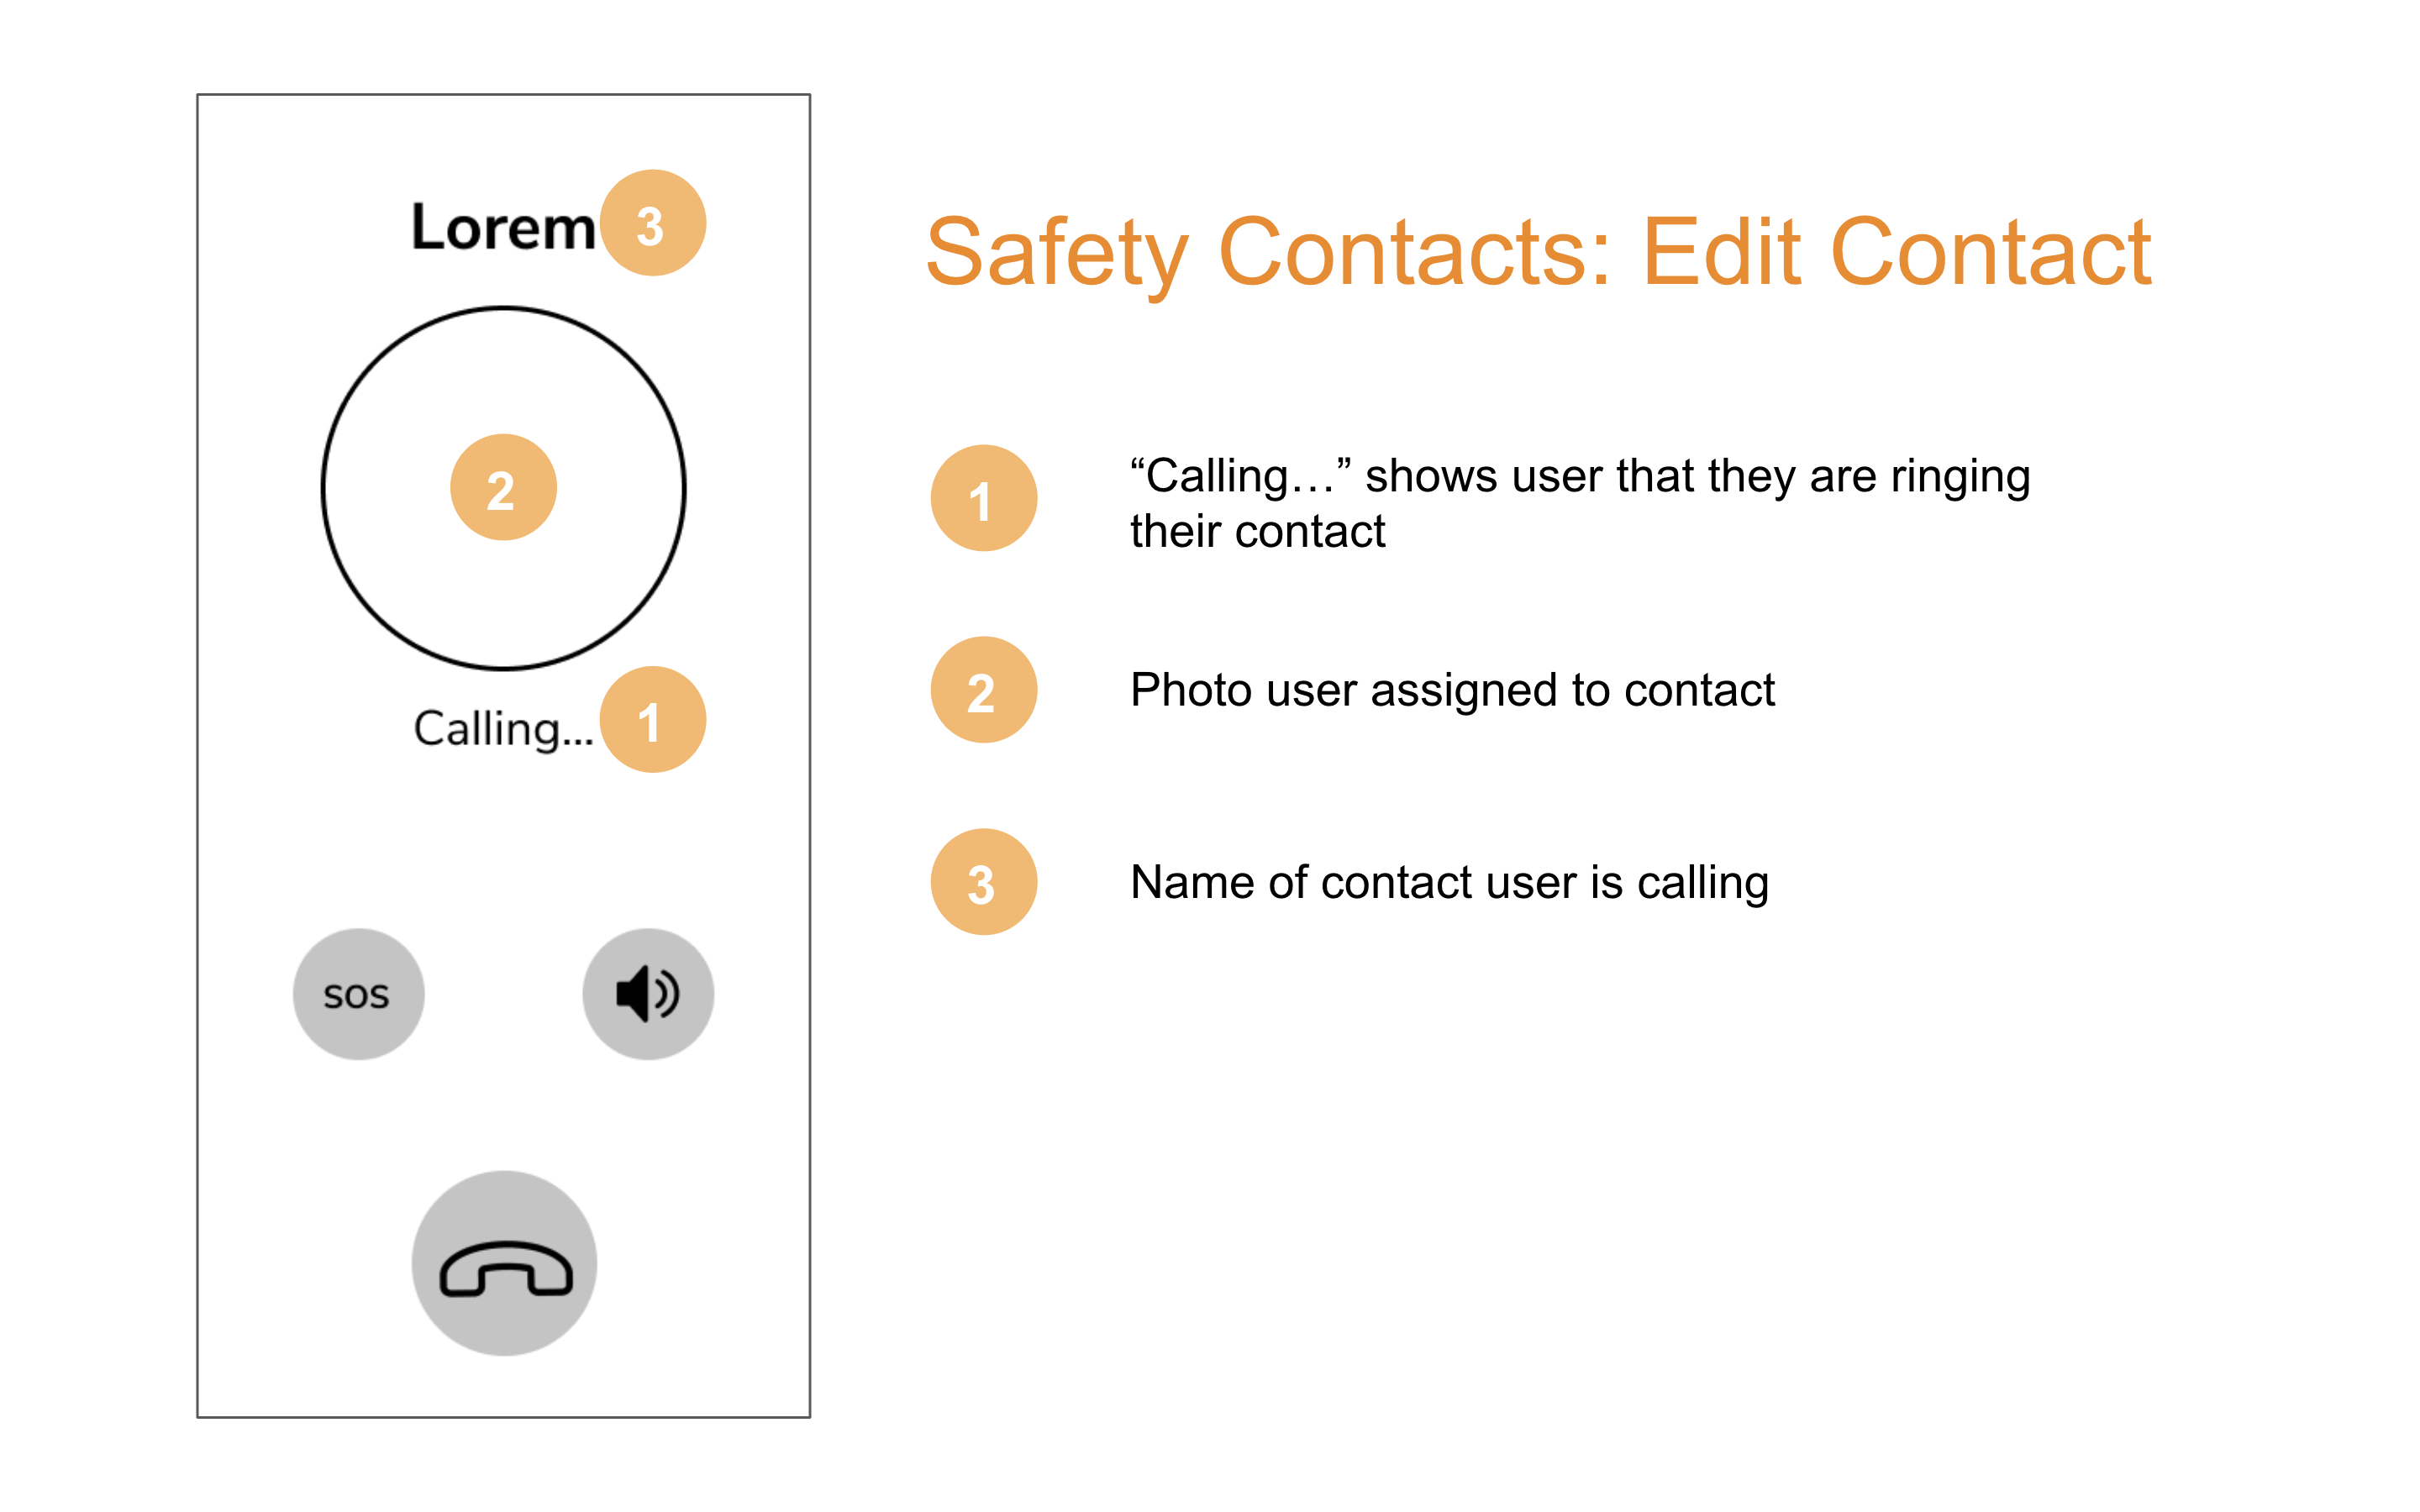 Lorem 3
2
Calling... 1
sos
Safety Contacts: Edit Contact
1 “Calling…” shows user that they are ringing
their contact
2 Photo user assigned to contact
3 Name of contact user is calling